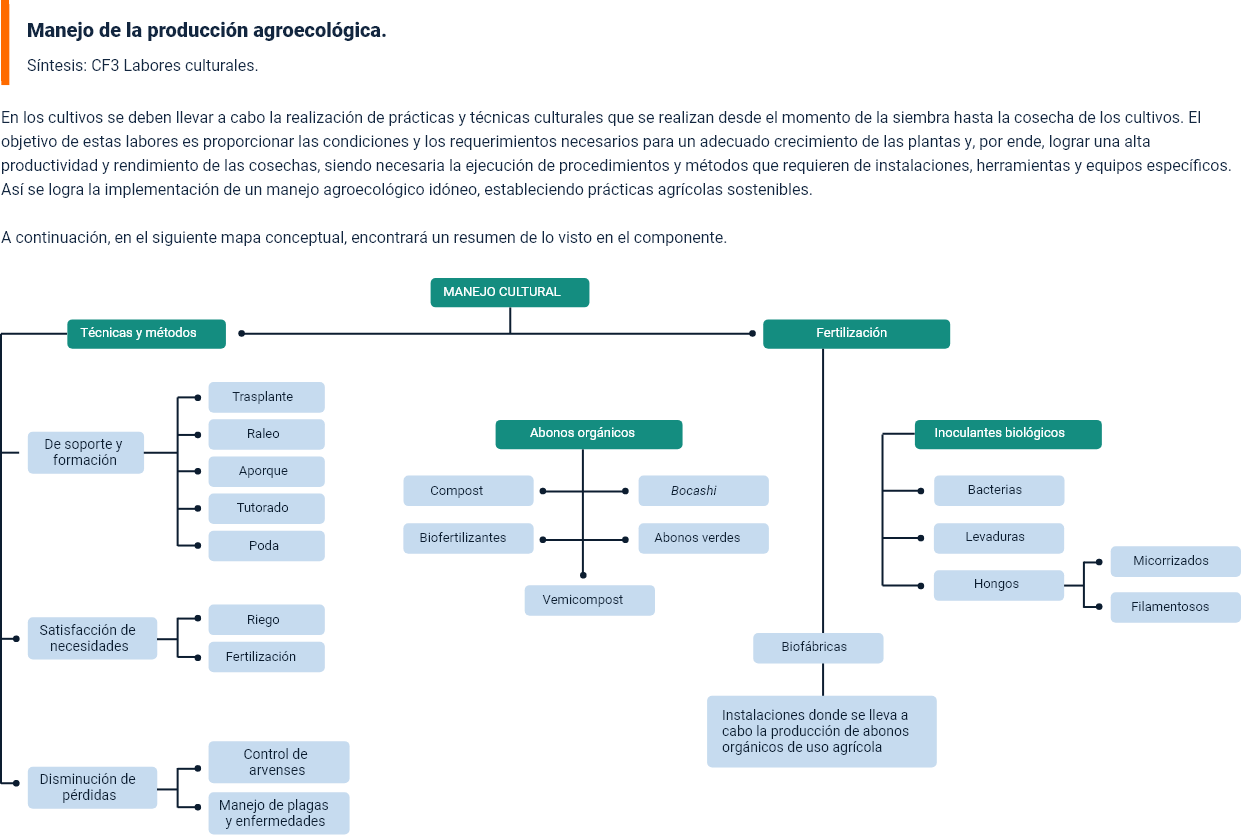 Manejo de la producción agroecológica.
Síntesis: CF3 Labores culturales.
En los cultivos se deben llevar a cabo la realización de prácticas y técnicas culturales que se realizan desde el momento de la siembra hasta la cosecha de los cultivos. El
objetivo de estas labores es proporcionar las condiciones y los requerimientos necesarios para un adecuado crecimiento de las plantas y, por ende, lograr una alta
productividad y rendimiento de las cosechas, siendo necesaria la ejecución de procedimientos y métodos que requieren de instalaciones, herramientas y equipos específicos.
Así se logra la implementación de un manejo agroecológico idóneo, estableciendo prácticas agrícolas sostenibles.
A continuación, en el siguiente mapa conceptual, encontrará un resumen de lo visto en el componente.
MANEJO CULTURAL
Técnicas y métodos
De soporte y
formación
Trasplante
Raleo
Aporque
Tutorado
Poda
Satisfacción de
necesidades
Riego
Fertilización
Disminución de
pérdidas
Control de
arvenses
Manejo de plagas
y enfermedades
Fertilización
Abonos orgánicos
Compost
Bocashi
Biofertilizantes
Abonos verdes
Vemicompost
Inoculantes biológicos
Bacterias
Levaduras
Hongos
Micorrizados
Filamentosos
Biofábricas
Instalaciones donde se lleva a
cabo la producción de abonos
orgánicos de uso agrícola